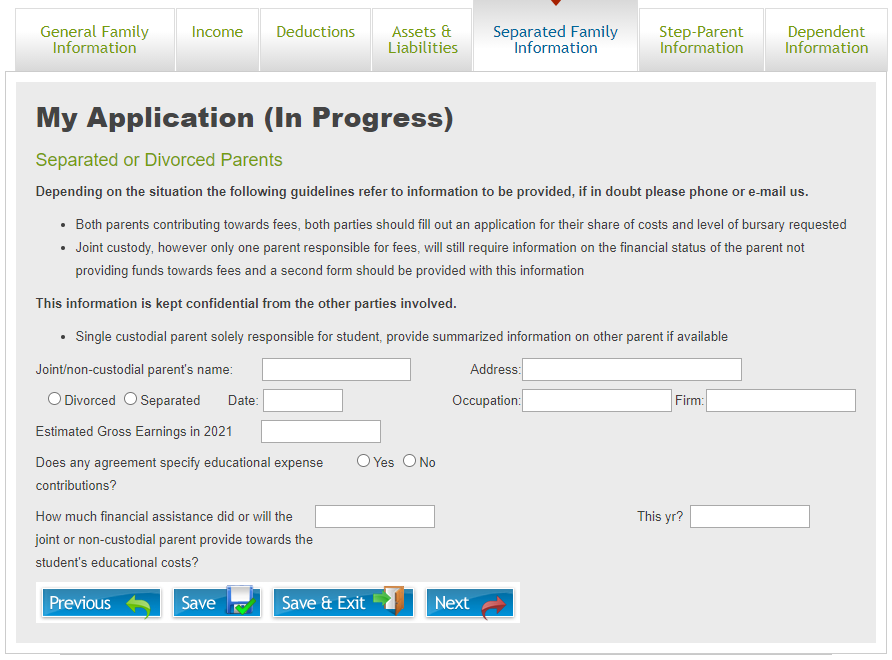 General Family Information
Income
Deductions
Assets & Liabilities
Separated Family Information
Step-Parent Information
Dependent Information
My Application (In Progress)
Separated or Divorced Parents
Depending on the situation the following guidelines refer to information to be provided, if in doubt please phone or e-mail us.
• Both parents contributing towards fees, both parties should fill out an application for their share of costs and level of bursary requested
• Joint custody, however only one parent responsible for fees, will still require information on the financial status of the parent not
providing funds towards fees and a second form should be provided with this information
This information is kept confidential from the other parties involved.
• Single custodial parent solely responsible for student, provide summarized information on other parent if available
Joint/non-custodial parent's name: Address:
Divorced Separated Date: Occupation: Firm:
Estimated Gross Earnings in 2021
Does any agreement specify educational expense Yes No
contributions?
How much financial assistance did or will the This yr?
joint or non-custodial parent provide towards the
student's educational costs?
Previous Save Save & Exit Next